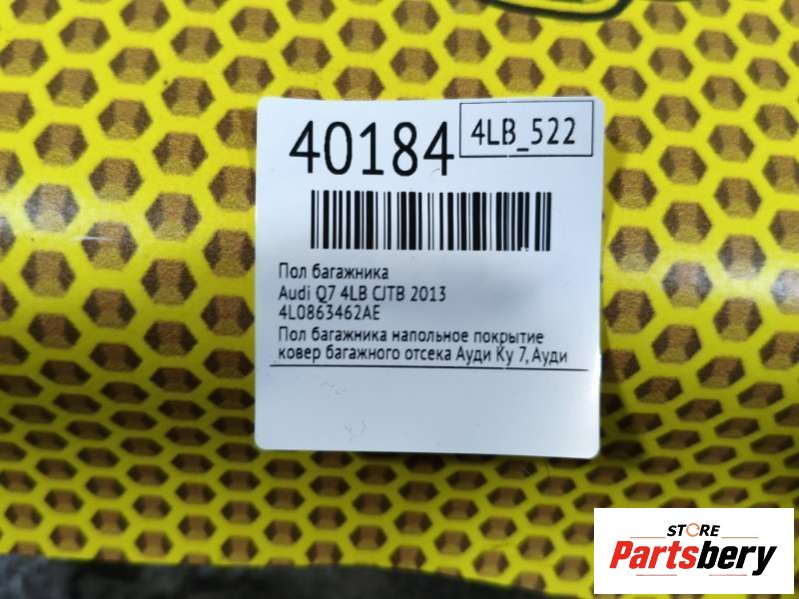 40184
4LB_522
Пол багажника
Audi Q7 4LB CJTB 2013
4L0863462AE
Пол багажника напольное покрытие
ковер багажного отсека Ауди Ку 7, Ауди
STORE
Partsbery